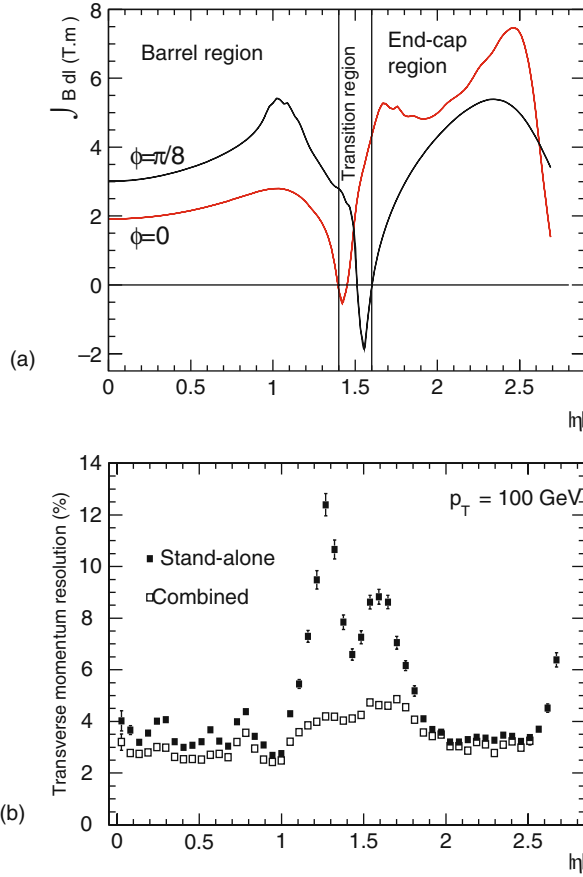 (a)
∫ B dl (T.m)
8
6
4
2
0
−2
Barrel region
Transition region
End-cap
region
ϕ=π/8
ϕ=0
0
0.5
1
1.5
2
2.5
|η|
(b)
Transverse momentum resolution (%)
14
12
10
8
6
4
2
0
p_T = 100 GeV
Stand-alone
Combined
0
0.5
1
1.5
2
2.5
|η|